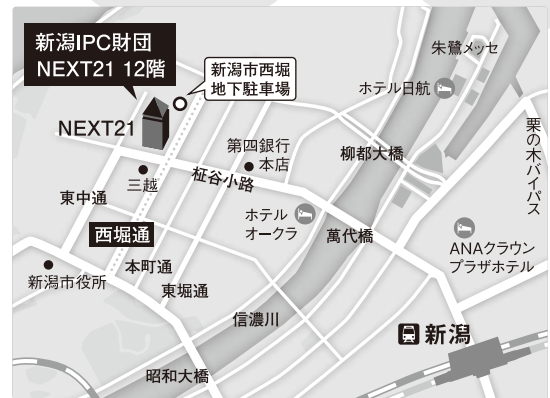 新潟IPC財団
NEXT21 12階
新潟市西堀
地下駐車場
朱鷺メッセ
ホテル日航
NEXT21
第四銀行
本店
柳都大橋
栗の木バイパス
三越
柾谷小路
東中通
ホテル
オークラ
萬代橋
西堀通
ANAクラウン
プラザホテル
新潟市役所
本町通
東堀通
信濃川
新潟
昭和大橋